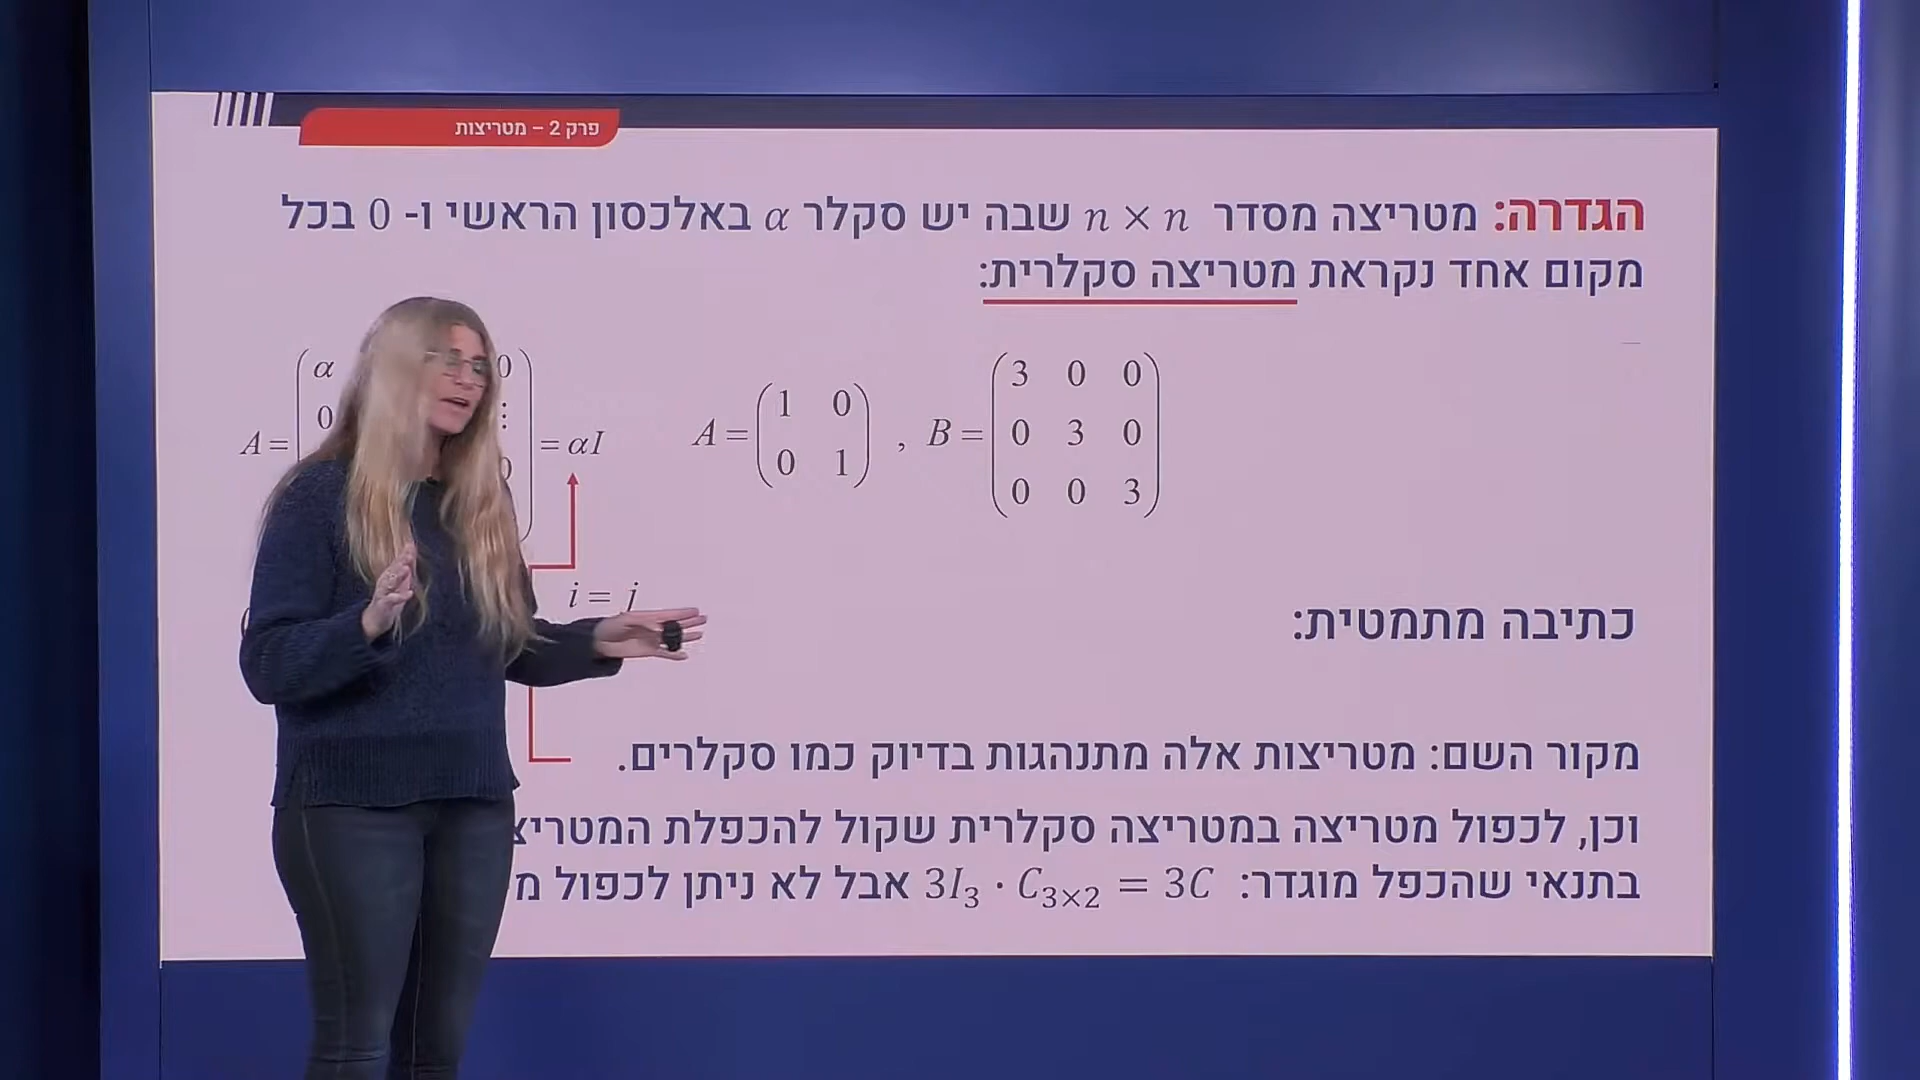 פרק 2 – מטריצות
הגדרה: מטריצה מסדר n × n שבה יש סקלר α באלכסון הראשי ו- 0 בכל
מקום אחד נקראת מטריצה סקלרית:
A = ( α 0
0 ⋮
0 ) = αI
A = ( 1 0
0 1 )
, B = ( 3 0 0
0 3 0
0 0 3 )
i = j
כתיבה מתמטית:
מקור השם: מטריצות אלה מתנהגות בדיוק כמו סקלרים.
וכן, לכפול מטריצה במטריצה סקלרית שקול להכפלת
בתנאי שהכפל מוגדר: 3I₃ · C₃ₓ₂ = 3C אבל לא ניתן לכפול